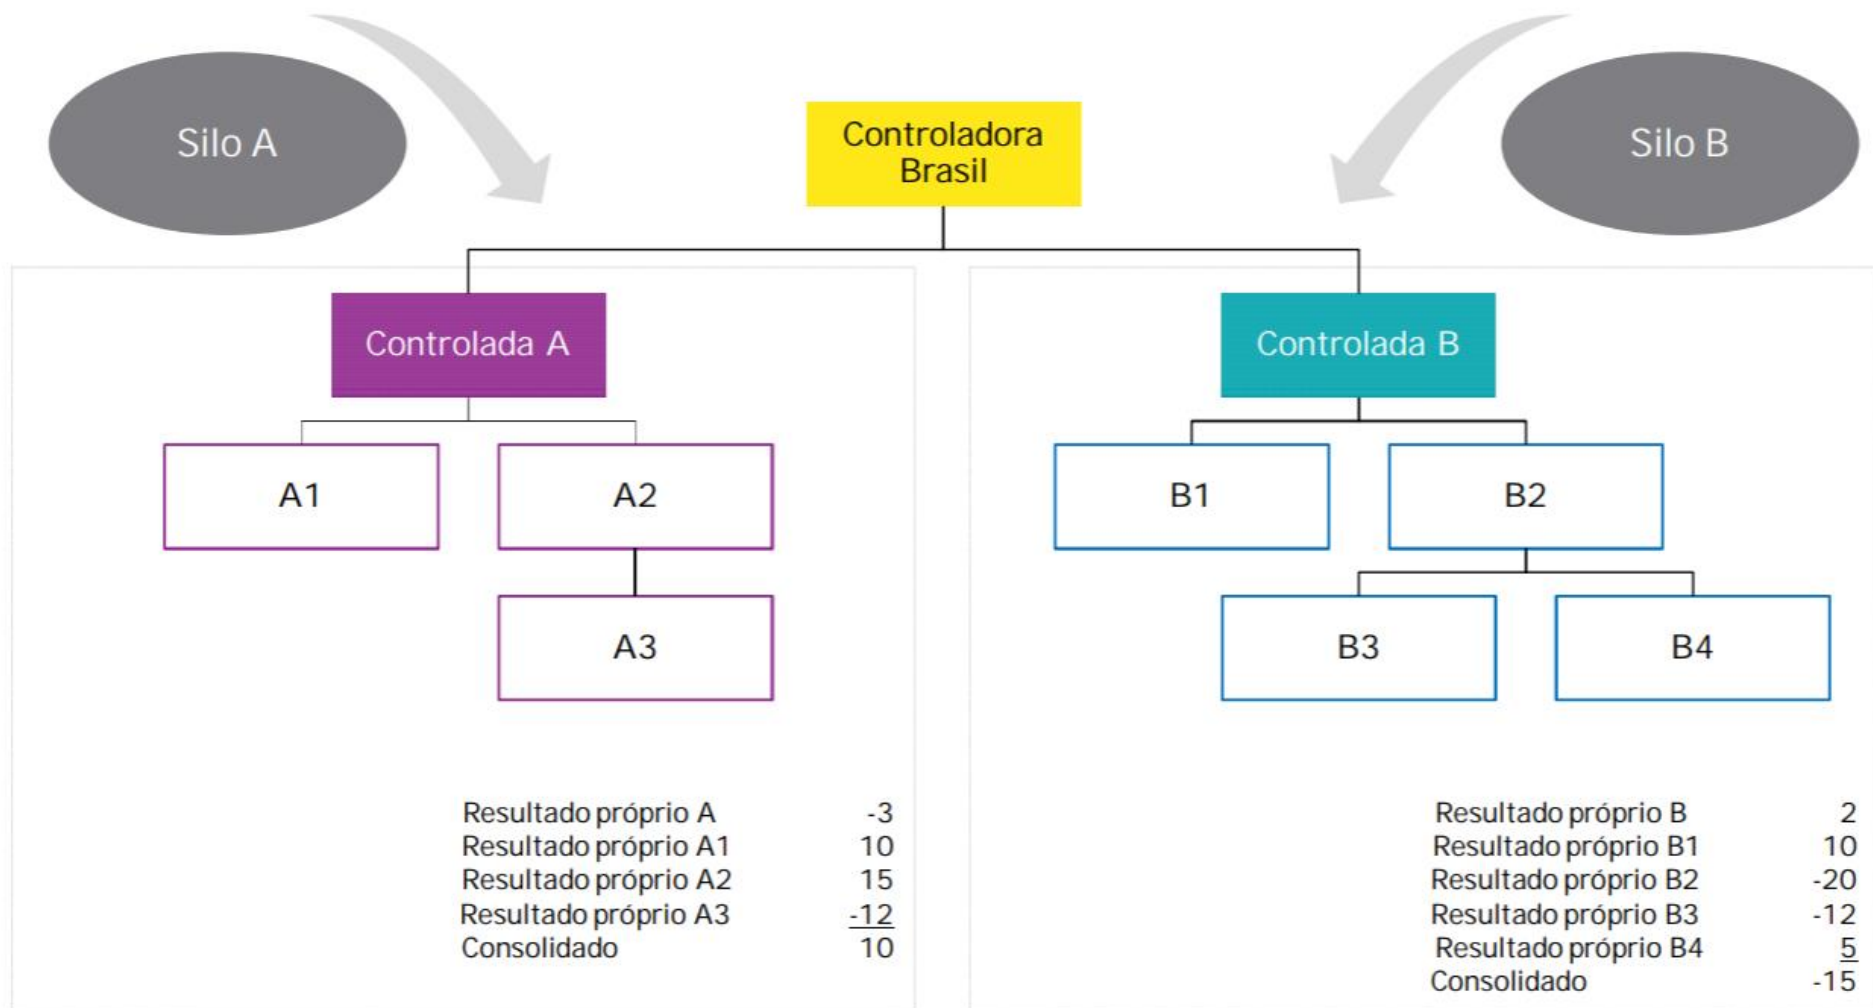 Silo A
Controladora
Brasil
Silo B
Controlada A
Controlada B
A1
A2
B1
B2
A3
B3
B4
Resultado próprio A -3
Resultado próprio A1 10
Resultado próprio A2 15
Resultado próprio A3 -12
Consolidado 10
Resultado próprio B 2
Resultado próprio B1 10
Resultado próprio B2 -20
Resultado próprio B3 -12
Resultado próprio B4 5
Consolidado -15